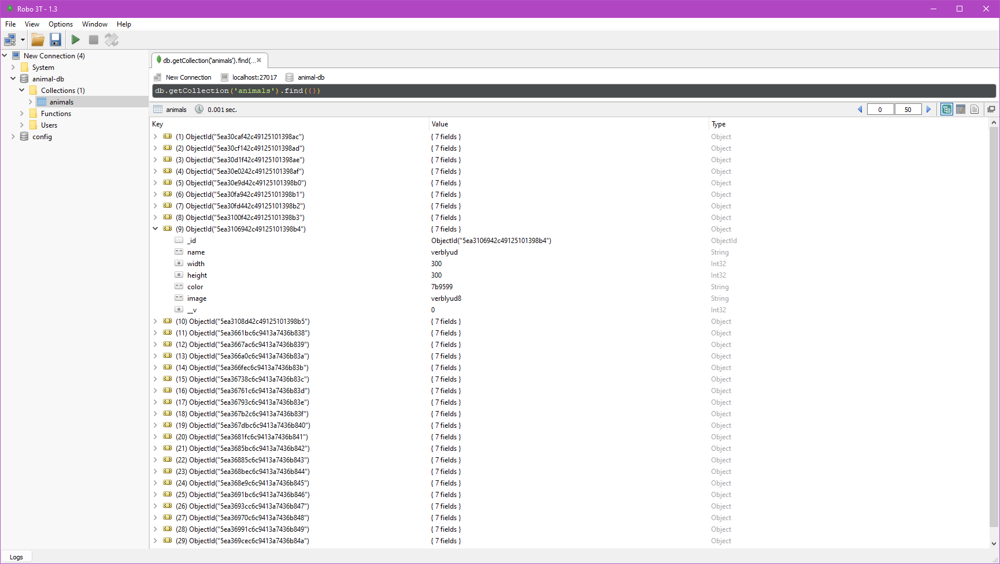 Robo 3T - 1.3
File View Options Window Help
New Connection (4)
System
animal-db
Collections (1)
animals
Functions
Users
config
db.getCollection('animals').find(...
New Connection localhost:27017 animal-db
db.getCollection('animals').find({})
animals 0.001 sec. 0 50
Key Value Type
(1) ObjectId("5ea30caf42c49125101398ac") { 7 fields } Object
(2) ObjectId("5ea30cf142c49125101398ad") { 7 fields } Object
(3) ObjectId("5ea30d1f42c49125101398ae") { 7 fields } Object
(4) ObjectId("5ea30e0242c49125101398af") { 7 fields } Object
(5) ObjectId("5ea30e9d42c49125101398b0") { 7 fields } Object
(6) ObjectId("5ea30fa942c49125101398b1") { 7 fields } Object
(7) ObjectId("5ea30fd442c49125101398b2") { 7 fields } Object
(8) ObjectId("5ea3100f42c49125101398b3") { 7 fields } Object
(9) ObjectId("5ea3106942c49125101398b4") { 7 fields } Object
_id ObjectId("5ea3106942c49125101398b4") ObjectId
name verblyud String
width 300 Int32
height 300 Int32
color 7b9599 String
image verblyud8 String
__v 0 Int32
(10) ObjectId("5ea3108d42c49125101398b5") { 7 fields } Object
(11) ObjectId("5ea3661bc6c9413a7436b838") { 7 fields } Object
(12) ObjectId("5ea3667ac6c9413a7436b839") { 7 fields } Object
(13) ObjectId("5ea366a0c6c9413a7436b83a") { 7 fields } Object
(14) ObjectId("5ea366fec6c9413a7436b83b") { 7 fields } Object
(15) ObjectId("5ea36738c6c9413a7436b83c") { 7 fields } Object
(16) ObjectId("5ea36761c6c9413a7436b83d") { 7 fields } Object
(17) ObjectId("5ea36793c6c9413a7436b83e") { 7 fields } Object
(18) ObjectId("5ea367b2c6c9413a7436b83f") { 7 fields } Object
(19) ObjectId("5ea367dbc6c9413a7436b840") { 7 fields } Object
(20) ObjectId("5ea3681fc6c9413a7436b841") { 7 fields } Object
(21) ObjectId("5ea3685bc6c9413a7436b842") { 7 fields } Object
(22) ObjectId("5ea36885c6c9413a7436b843") { 7 fields } Object
(23) ObjectId("5ea368bec6c9413a7436b844") { 7 fields } Object
(24) ObjectId("5ea368e9c6c9413a7436b845") { 7 fields } Object
(25) ObjectId("5ea3691bc6c9413a7436b846") { 7 fields } Object
(26) ObjectId("5ea3693cc6c9413a7436b847") { 7 fields } Object
(27) ObjectId("5ea36970c6c9413a7436b848") { 7 fields } Object
(28) ObjectId("5ea36991c6c9413a7436b849") { 7 fields } Object
(29) ObjectId("5ea369cec6c9413a7436b84a") { 7 fields } Object
Logs